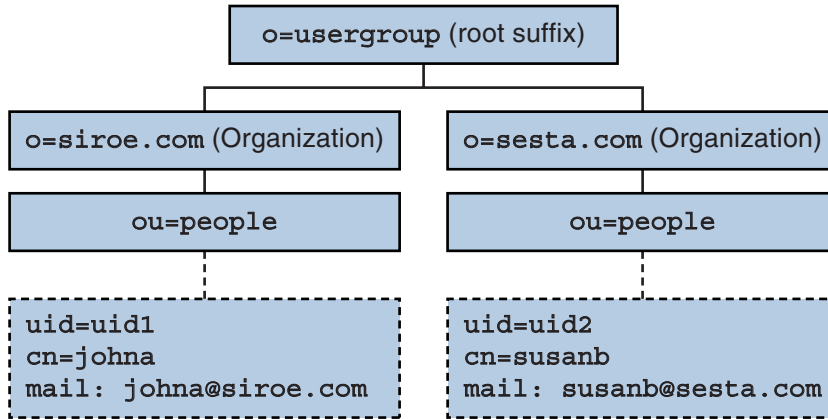 o=usergroup (root suffix)
o=siroe.com (Organization)
o=sesta.com (Organization)
ou=people
ou=people
uid=uid1
cn=johna
mail: johna@siroe.com
uid=uid2
cn=susanb
mail: susanb@sesta.com